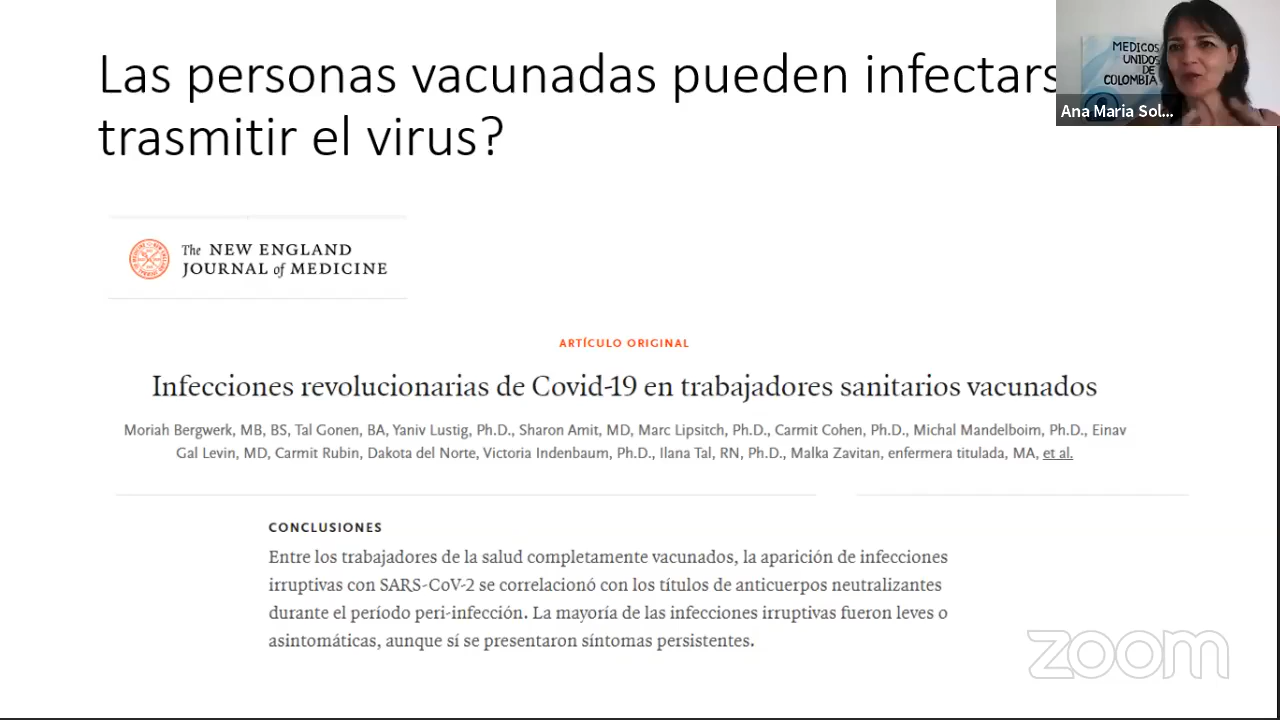 Las personas vacunadas pueden infectars
trasmitir el virus?
MEDICOS
UNIDOS
DE
COLOMBIA
Ana Maria Sol...
The NEW ENGLAND
JOURNAL of MEDICINE
ARTÍCULO ORIGINAL
Infecciones revolucionarias de Covid-19 en trabajadores sanitarios vacunados
Moriah Bergwerk, MB, BS, Tal Gonen, BA, Yaniv Lustig, Ph.D., Sharon Amit, MD, Marc Lipsitch, Ph.D., Carmit Cohen, Ph.D., Michal Mandelboim, Ph.D., Einav
Gal Levin, MD, Carmit Rubin, Dakota del Norte, Victoria Indenbaum, Ph.D., Ilana Tal, RN, Ph.D., Malka Zavitan, enfermera titulada, MA, et al.
CONCLUSIONES
Entre los trabajadores de la salud completamente vacunados, la aparición de infecciones
irruptivas con SARS-CoV-2 se correlacionó con los títulos de anticuerpos neutralizantes
durante el período peri-infección. La mayoría de las infecciones irruptivas fueron leves o
asintomáticas, aunque sí se presentaron síntomas persistentes.
zoom